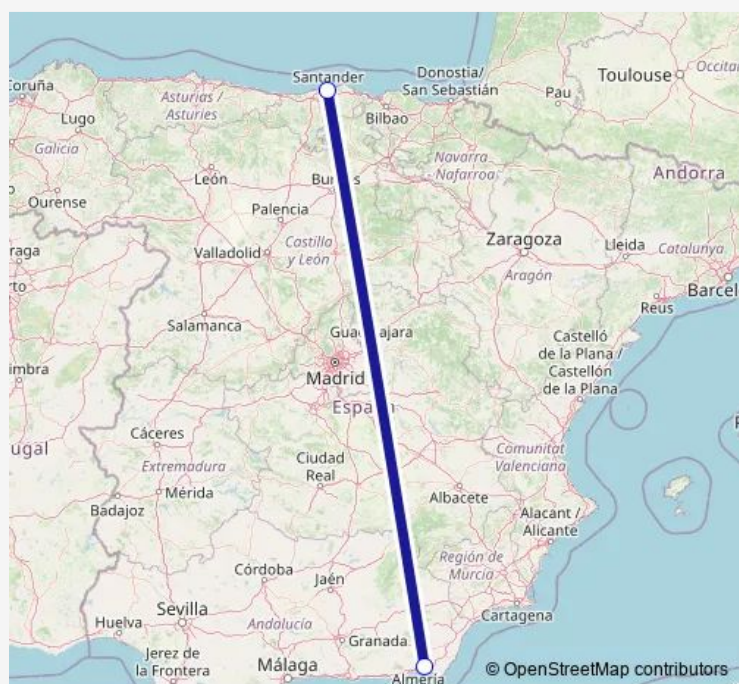 Santander
Donostia/
San Sebastián
Toulouse
Occitan
Coruña
Asturias /
Asturies
Bilbao
Pau
Lugo
Galicia
León
Navarra
- Nafarroa
Andorra
Ourense
Palencia
Valladolid
Castilla
y León
Zaragoza
Lleida
Catalunya
Aragón
Barcel
Reus
Salamanca
Castelló
de la Plana /
Castellón
de la Plana
Madrid
Cáceres
Extremadura
Ciudad
Real
Comunitat
Valenciana
Mérida
Albacete
Badajoz
Alacant /
Alicante
Córdoba
Jaén
Región de
Murcia
Cartagena
Huelva
Sevilla
Andalucía
Granada
Jerez de
la Frontera
Málaga
Almería
© OpenStreetMap contributors